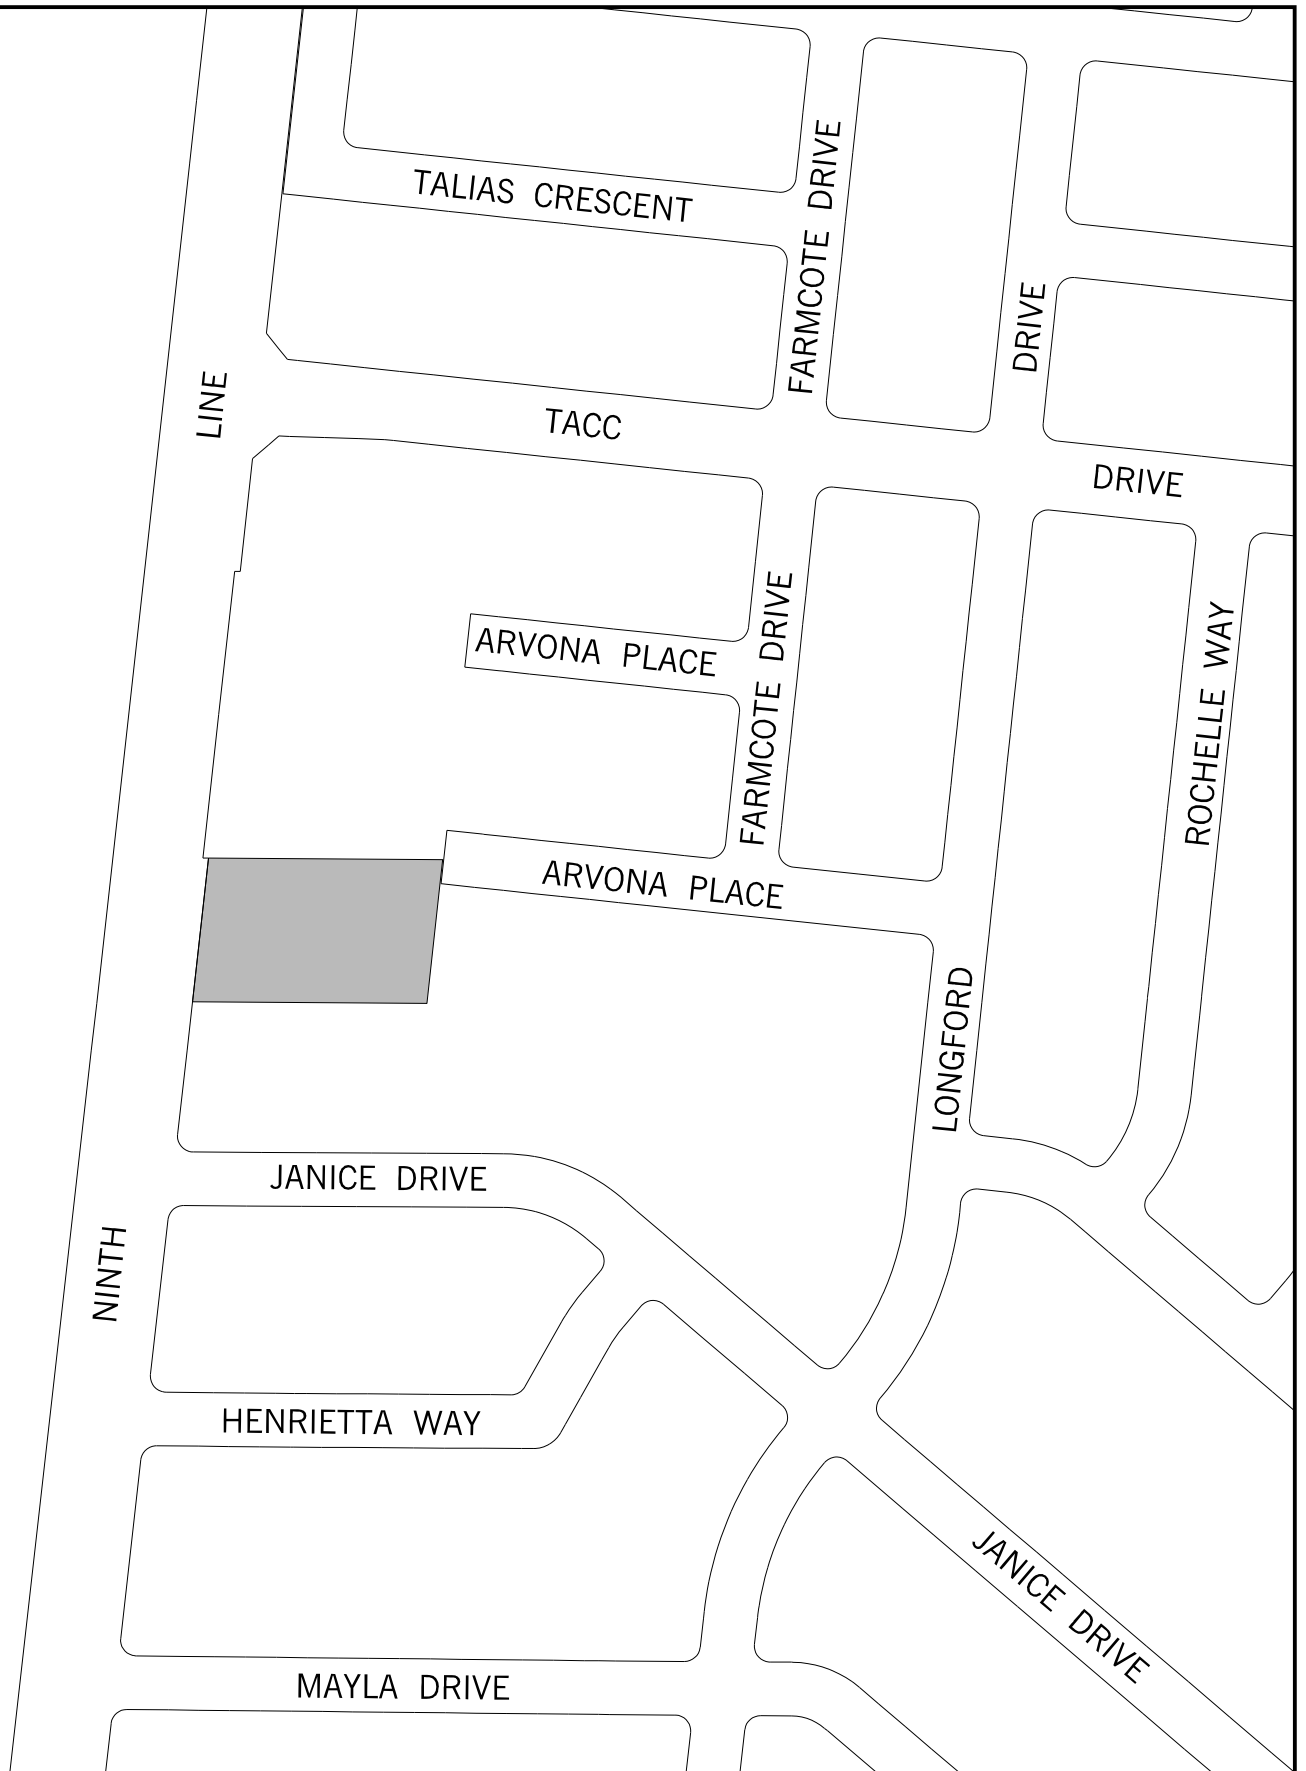 TALIAS CRESCENT
FARMCOTE DRIVE
DRIVE
LINE
TACC
DRIVE
ARVONA PLACE
FARMCOTE DRIVE
ROCHELLE WAY
ARVONA PLACE
LONGFORD
JANICE DRIVE
NINTH
HENRIETTA WAY
JANICE DRIVE
MAYLA DRIVE